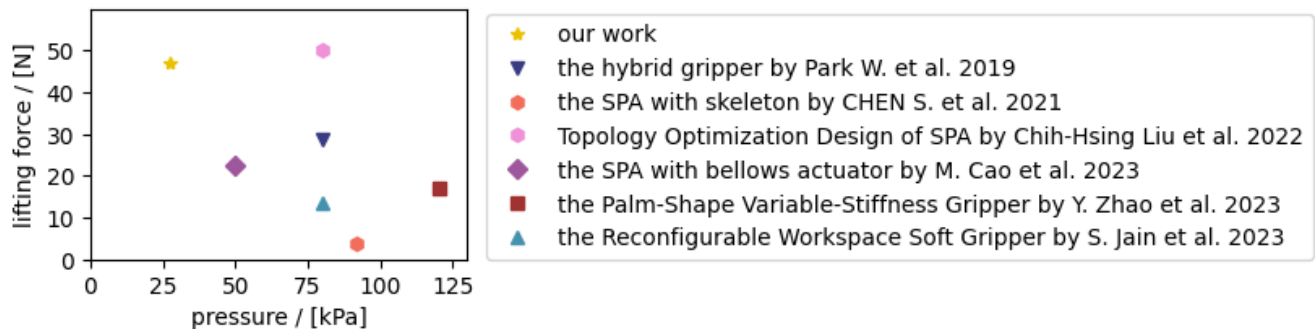 lifting force / [N]
50
40
30
20
10
0
0 25 50 75 100 125
pressure / [kPa]
our work
the hybrid gripper by Park W. et al. 2019
the SPA with skeleton by CHEN S. et al. 2021
Topology Optimization Design of SPA by Chih-Hsing Liu et al. 2022
the SPA with bellows actuator by M. Cao et al. 2023
the Palm-Shape Variable-Stiffness Gripper by Y. Zhao et al. 2023
the Reconfigurable Workspace Soft Gripper by S. Jain et al. 2023